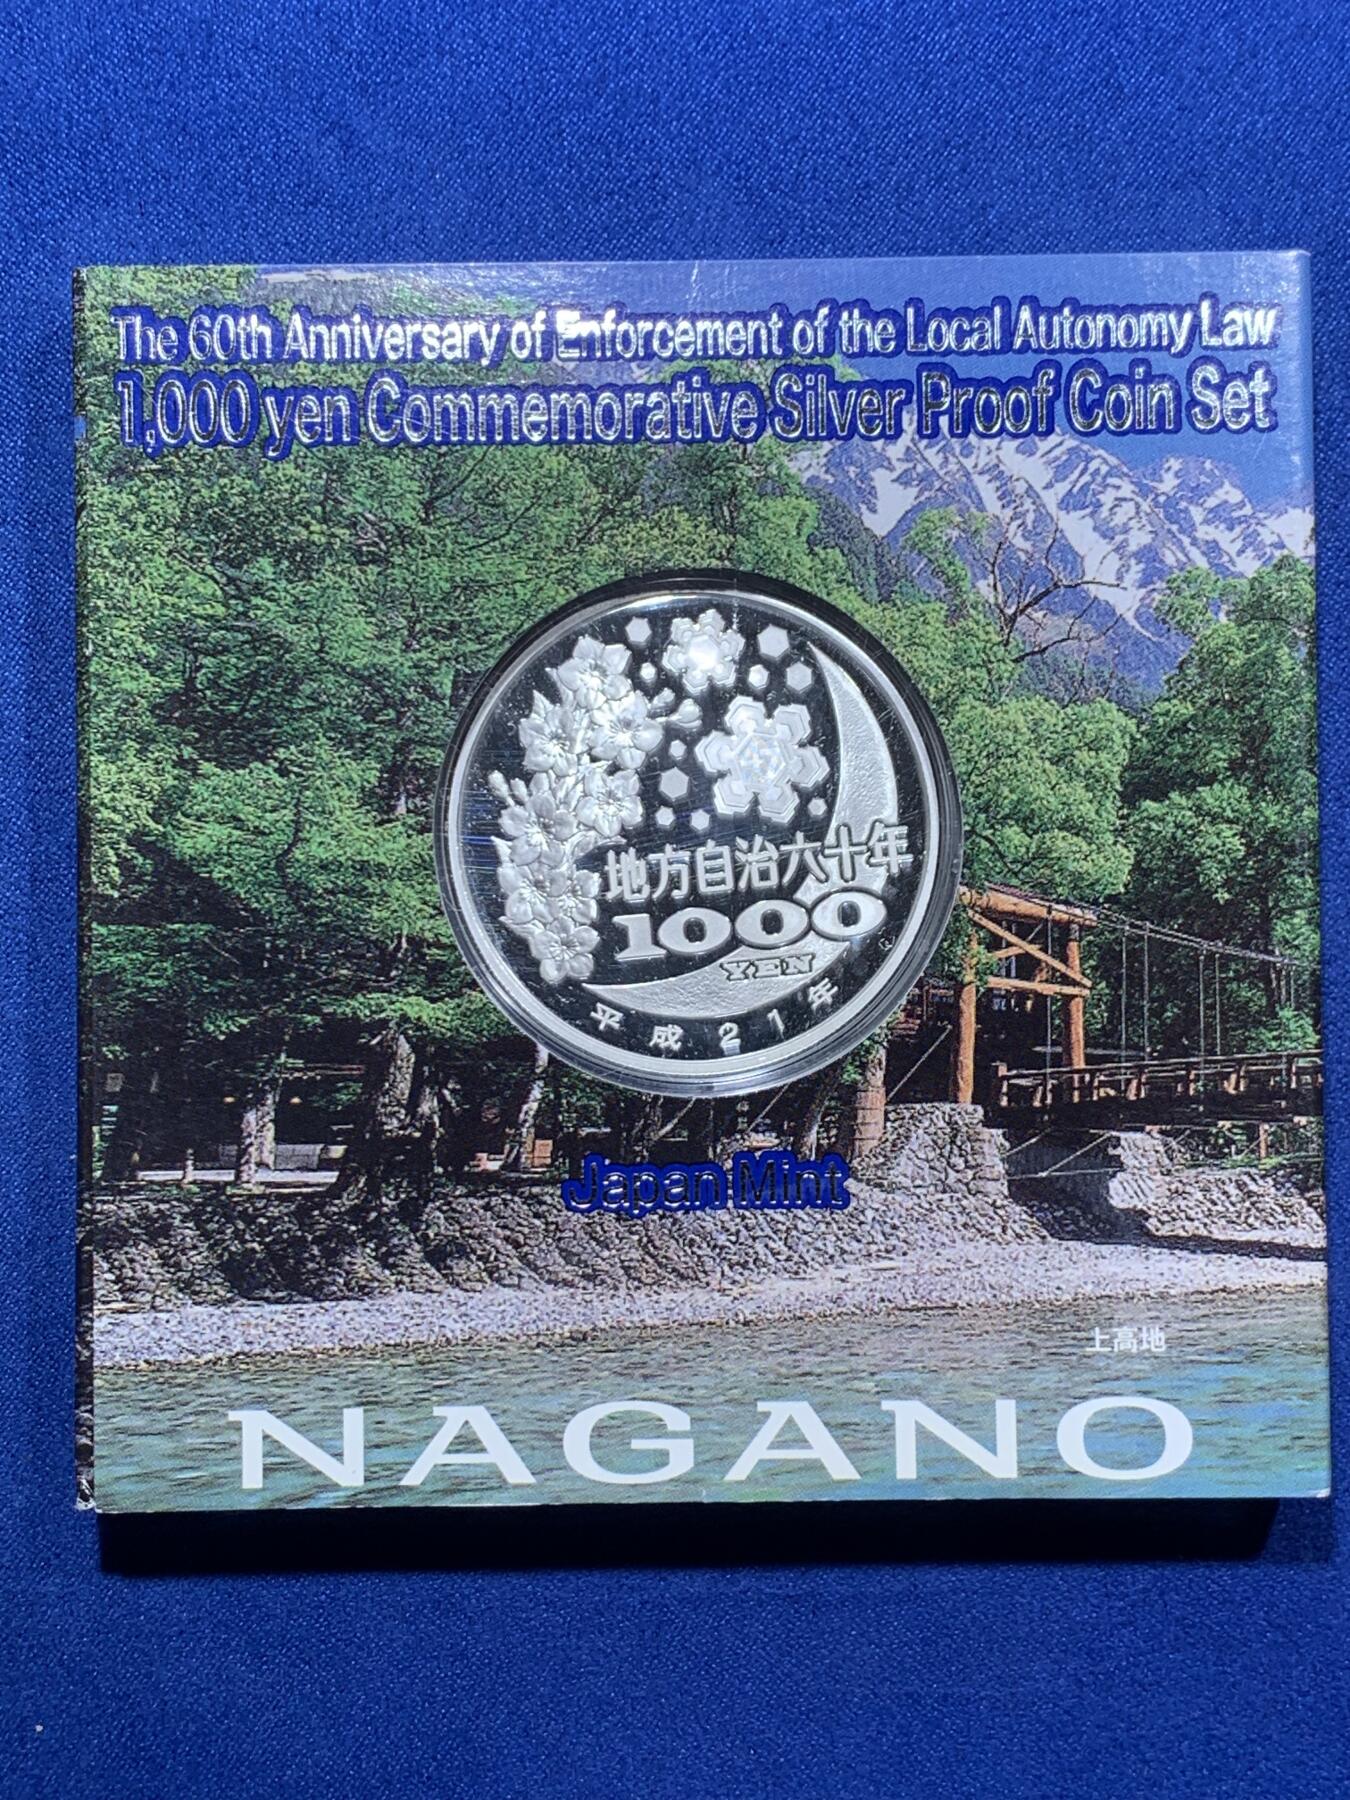 The 60th Anniversary of Enforcement of the Local Autonomy Law
1,000 yen Commemorative Silver Proof Coin Set
地方自治六十年
1000
YEN
平成21年
Japan Mint
上高地
NAGANO